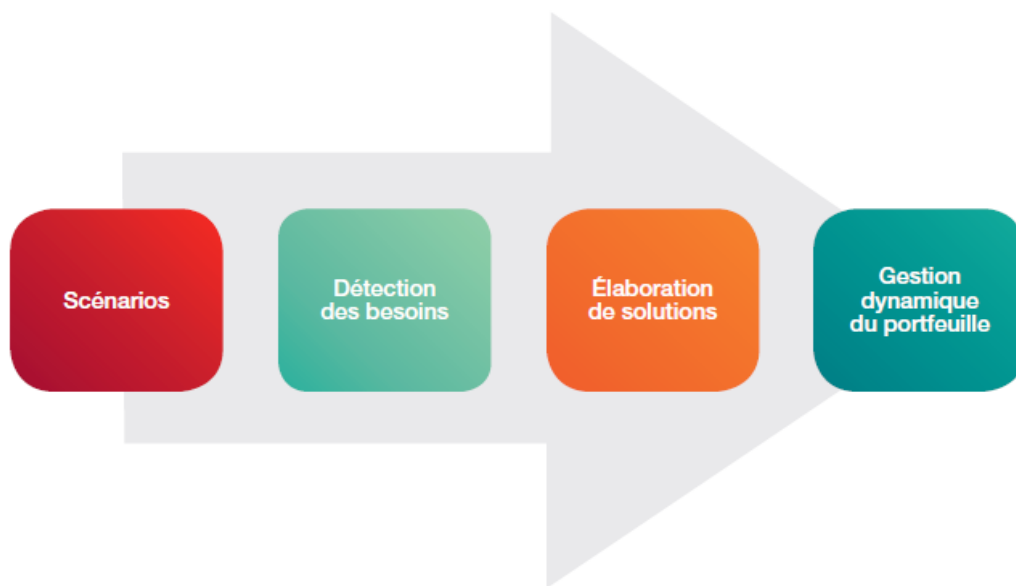 Scénarios
Détection
des besoins
Élaboration
de solutions
Gestion
dynamique
du portfeuille